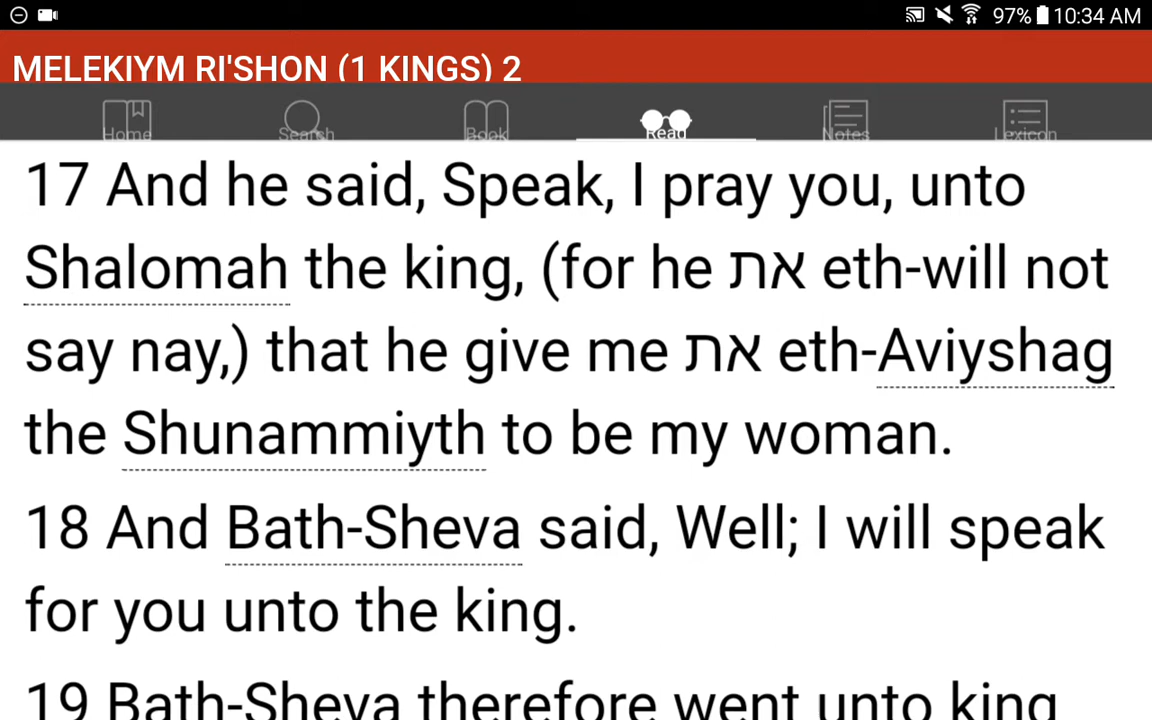 97% 10:34 AM
MELEKIYM RI'SHON (1 KINGS) 2
Home Search Book Read Notes Lexicon
17 And he said, Speak, I pray you, unto
Shalomah the king, (for he את eth-will not
say nay,) that he give me את eth-Aviyshag
the Shunammiyth to be my woman.
18 And Bath-Sheva said, Well; I will speak
for you unto the king.
19 Bath-Sheva therefore went unto king